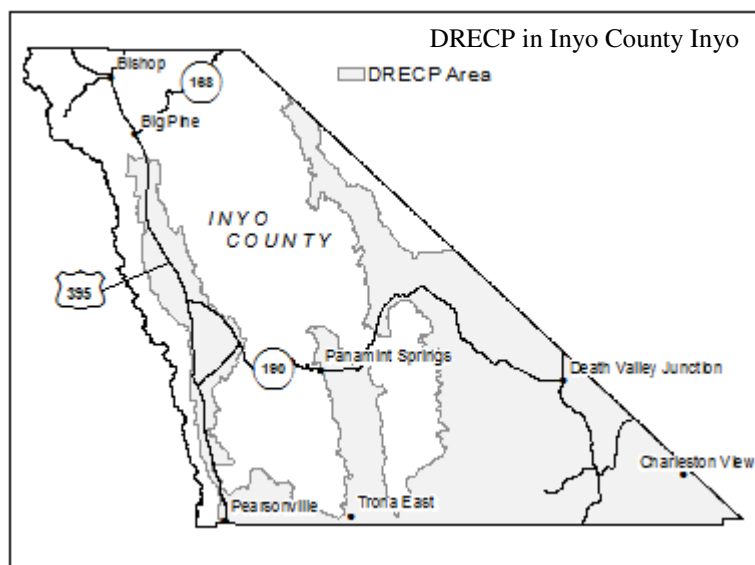 DRECP in Inyo County Inyo
DRECP Area
Bishop
168
Big Pine
INYO
COUNTY
395
190
Panamint Springs
Death Valley Junction
Charleston View
Pearsonville
Trona East